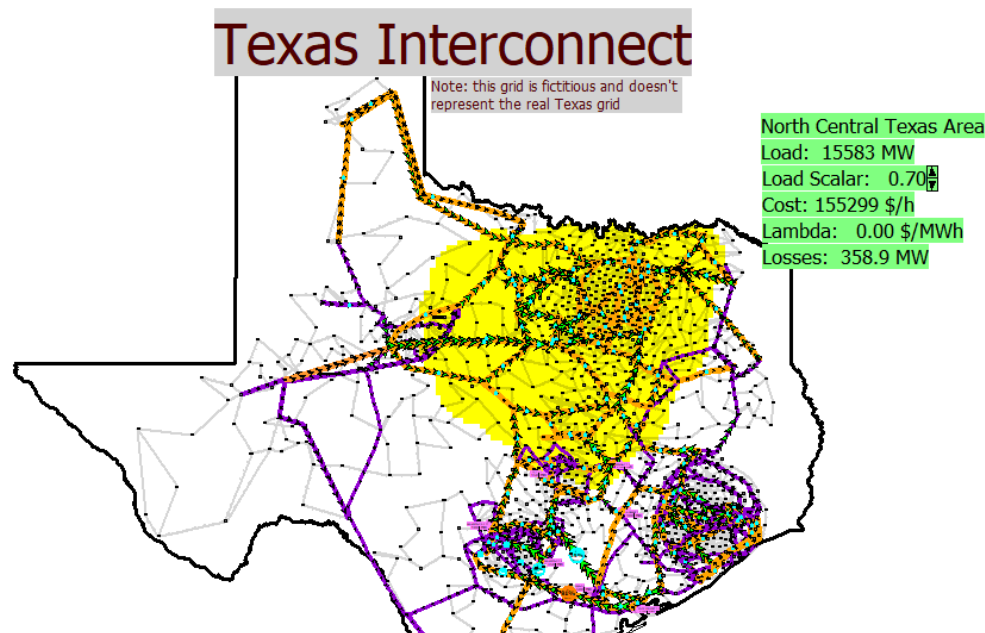 Texas Interconnect
Note: this grid is fictitious and doesn't
represent the real Texas grid
North Central Texas Area
Load: 15583 MW
Load Scalar: 0.70
Cost: 155299 $/h
Lambda: 0.00 $/MWh
Losses: 358.9 MW